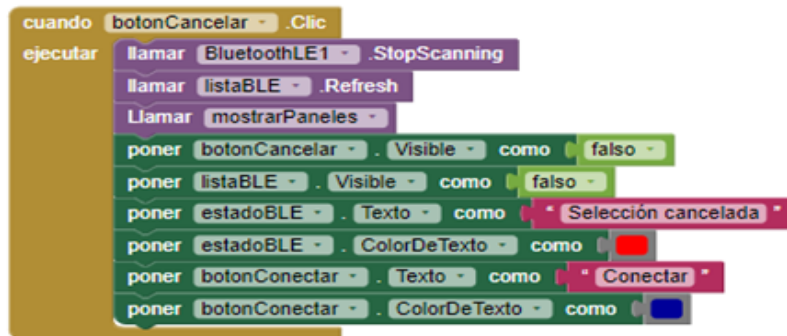 cuando botonCancelar .Clic
ejecutar llamar BluetoothLE1 .StopScanning
llamar listaBLE .Refresh
Llamar mostrarPaneles
poner botonCancelar . Visible como falso
poner listaBLE . Visible como falso
poner estadoBLE . Texto como " Selección cancelada "
poner estadoBLE . ColorDeTexto como
poner botonConectar . Texto como " Conectar "
poner botonConectar . ColorDeTexto como